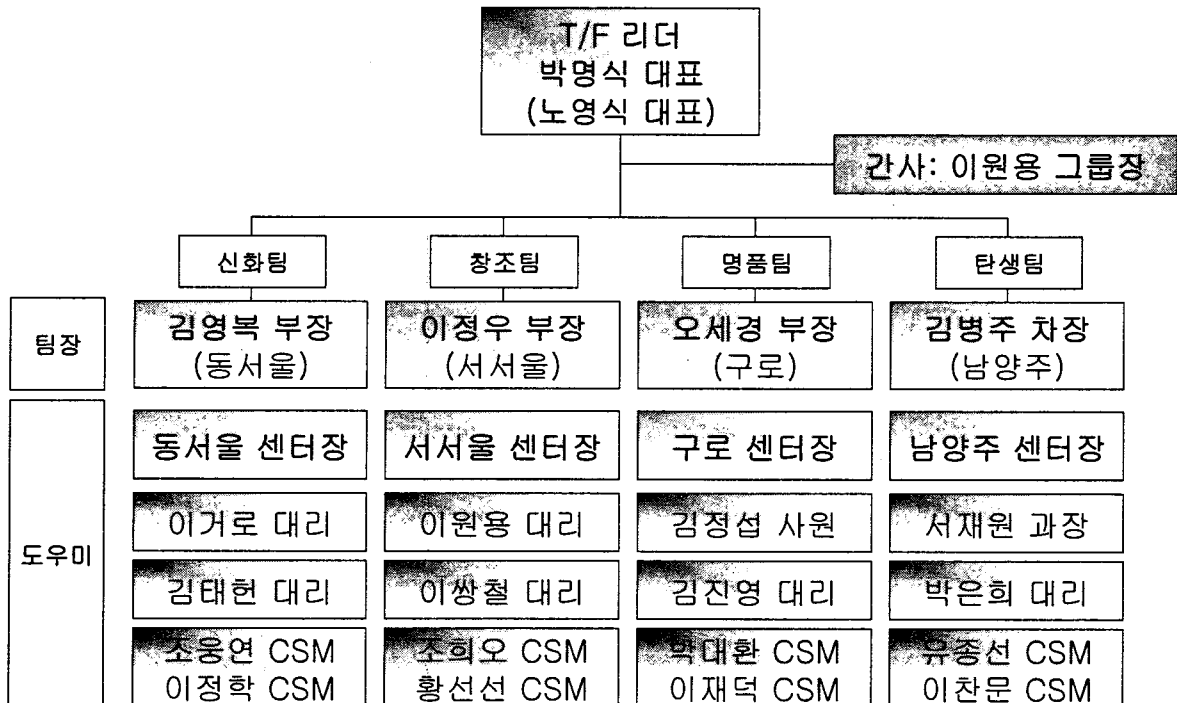 T/F 리더
박명식 대표
(노영식 대표)
간사: 이원용 그룹장
신화팀 창조팀 명품팀 탄생팀
팀장
김영복 부장 이정우 부장 오세경 부장 김병주 차장
(동서울) (서서울) (구로) (남양주)
도우미
동서울 센터장 서서울 센터장 구로 센터장 남양주 센터장
이거로 대리 이원용 대리 김정섭 사원 서재원 과장
김태헌 대리 이쌍철 대리 김진영 대리 박은희 대리
조웅연 CSM 조희오 CSM 박대환 CSM 유종선 CSM
이정학 CSM 황선선 CSM 이재덕 CSM 이찬문 CSM